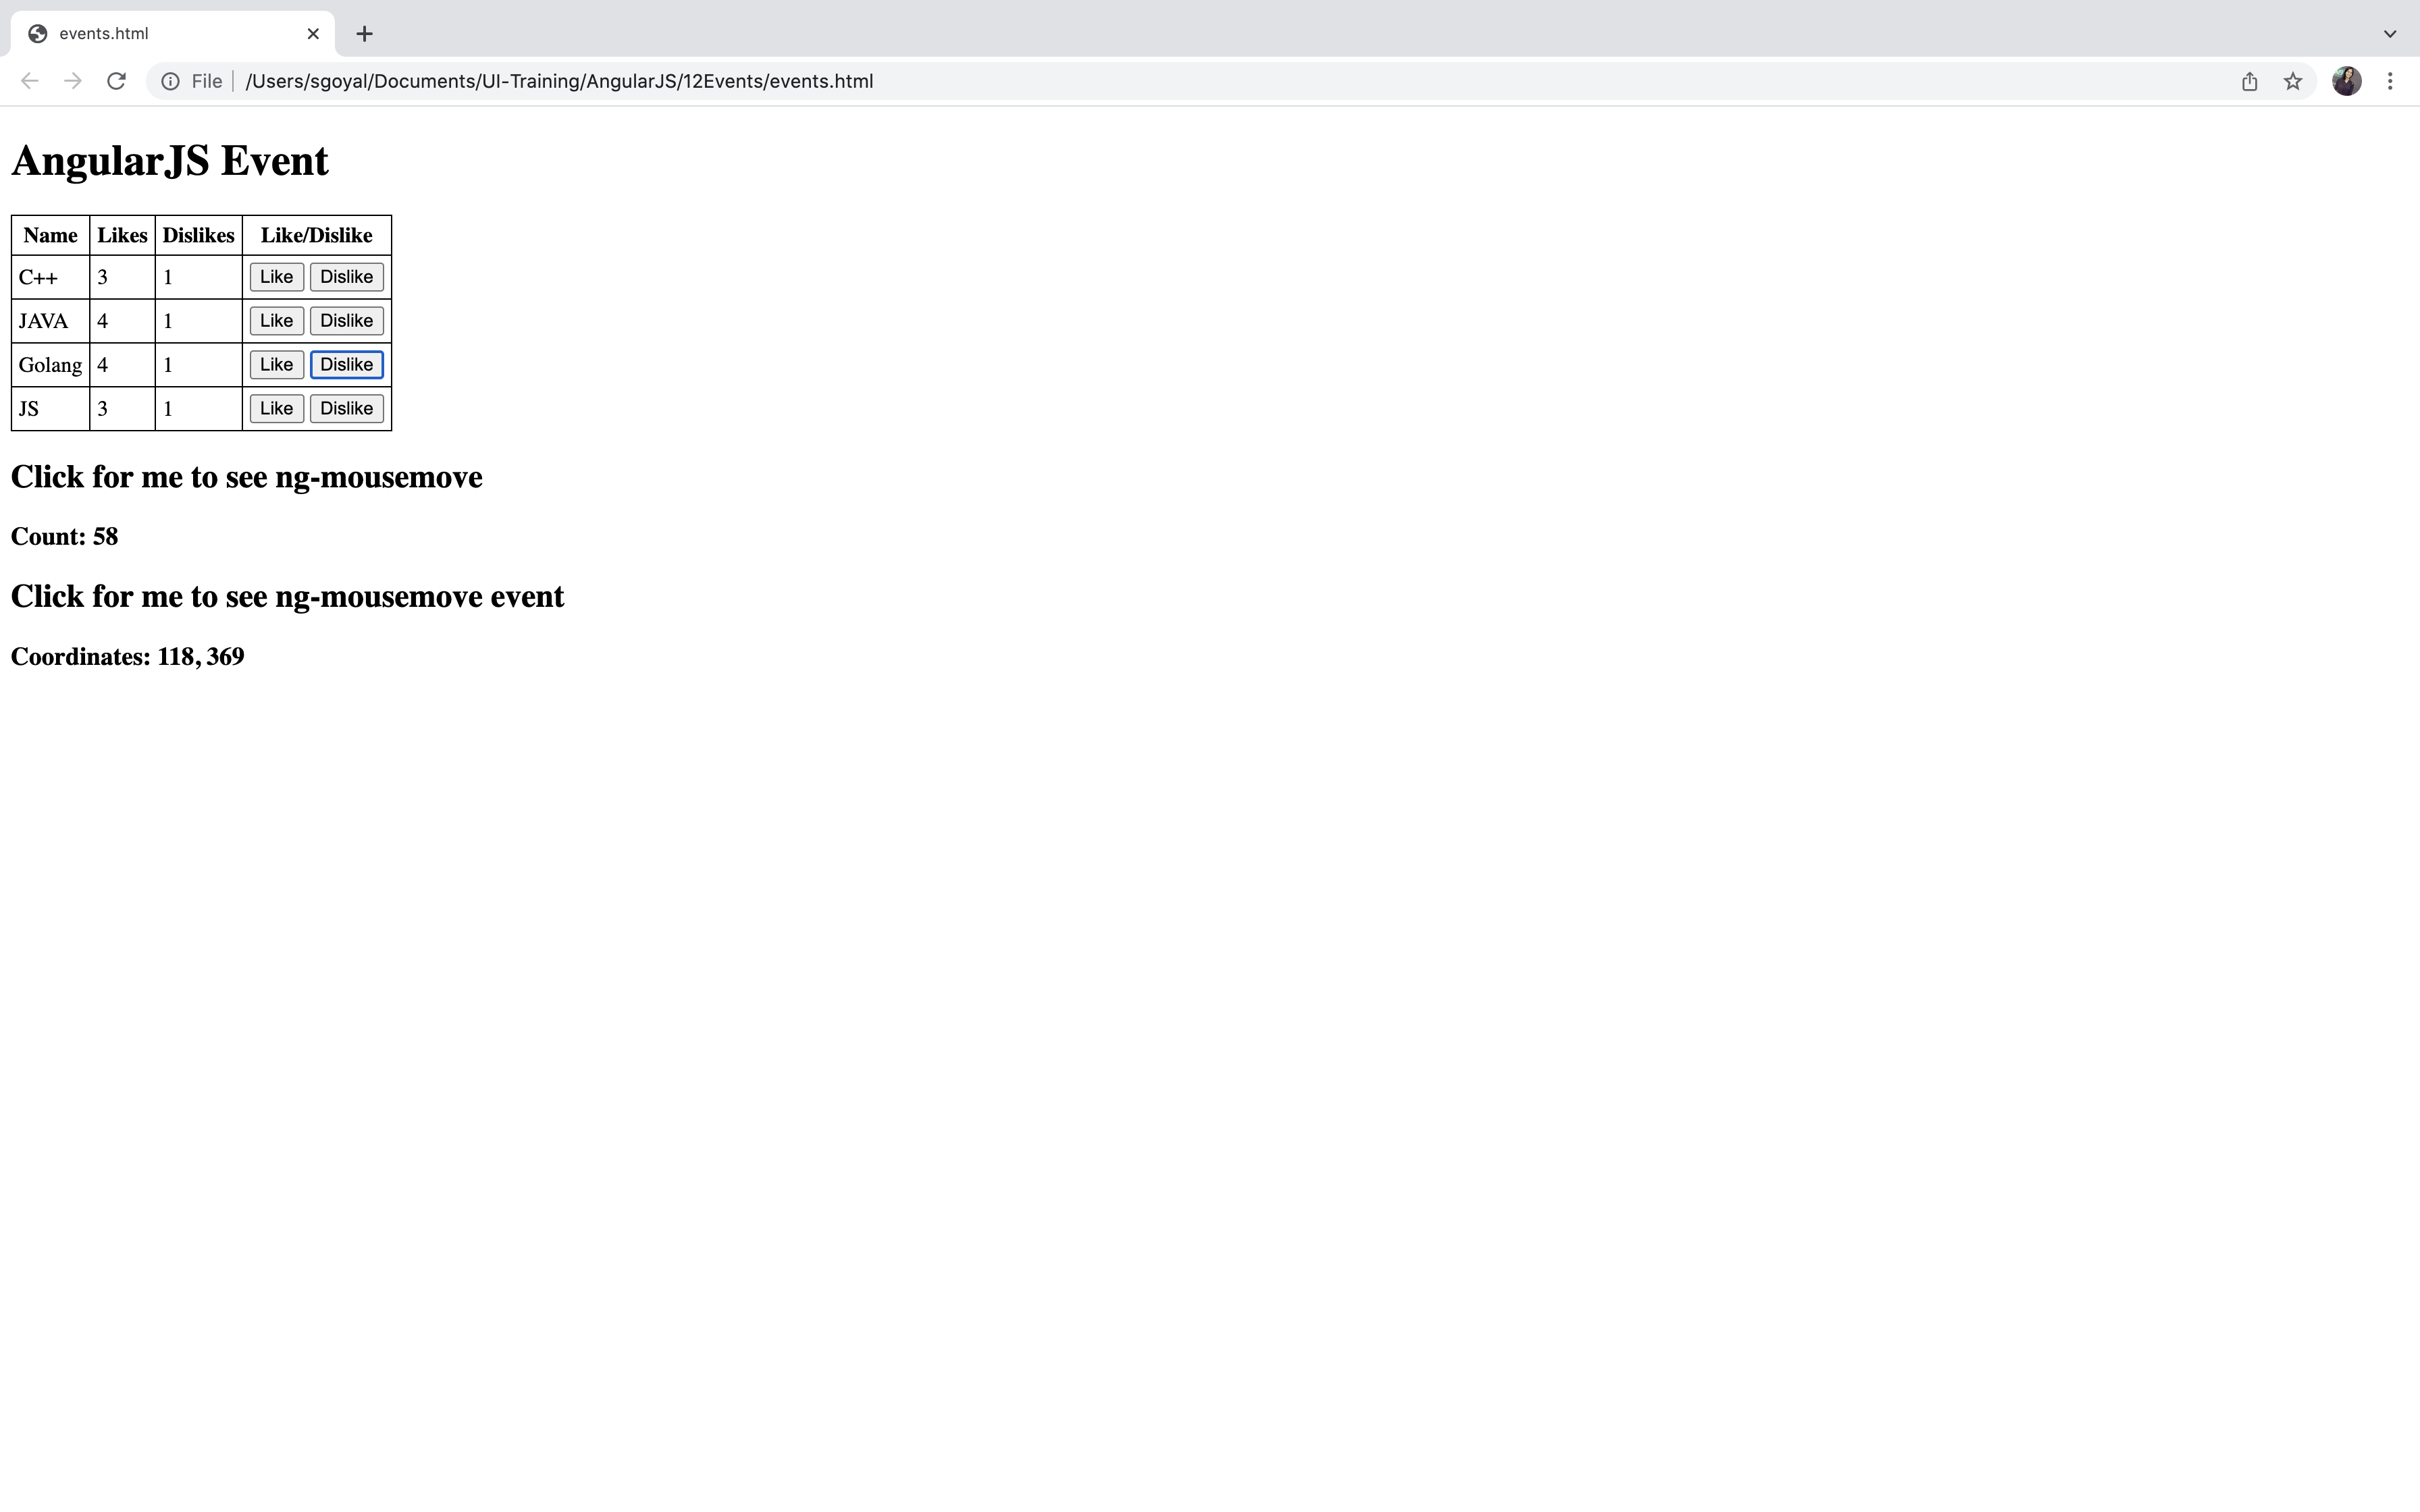 events.html
File /Users/sgoyal/Documents/UI-Training/AngularJS/12Events/events.html
AngularJS Event
Name Likes Dislikes Like/Dislike
C++ 3 1 Like Dislike
JAVA 4 1 Like Dislike
Golang 4 1 Like Dislike
JS 3 1 Like Dislike
Click for me to see ng-mousemove
Count: 58
Click for me to see ng-mousemove event
Coordinates: 118, 369